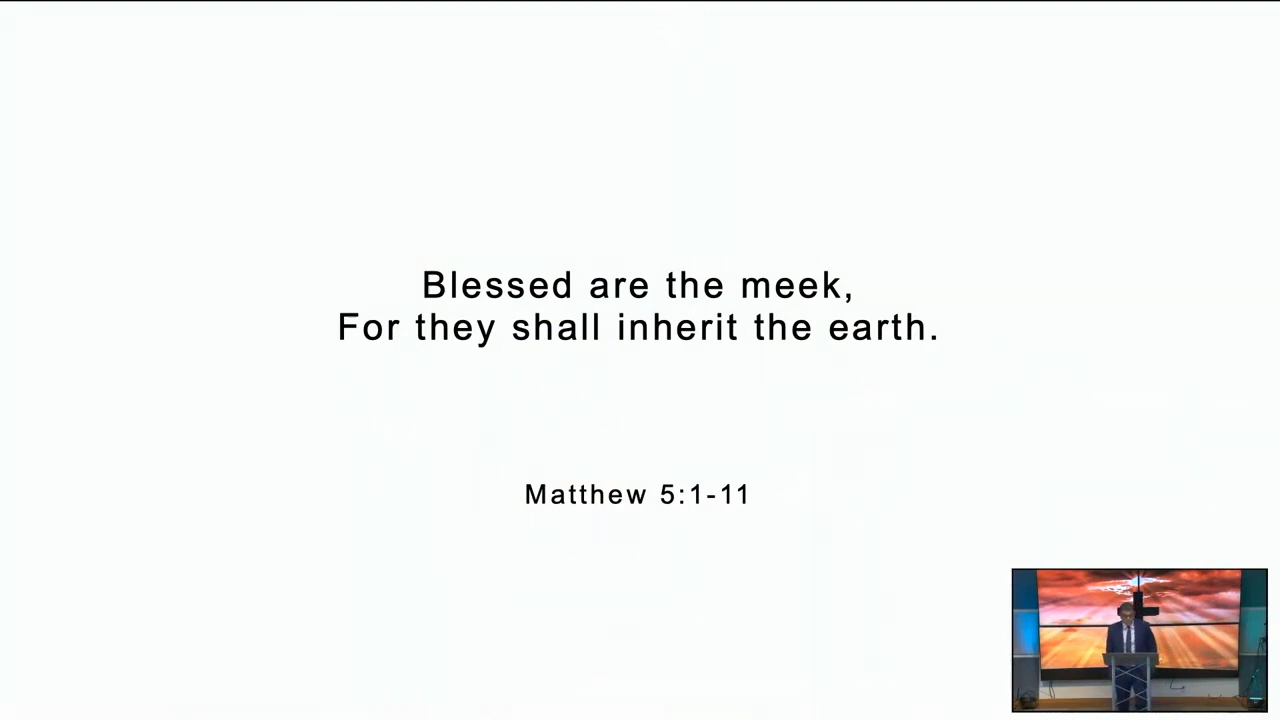 Blessed are the meek,
For they shall inherit the earth.
Matthew 5:1-11